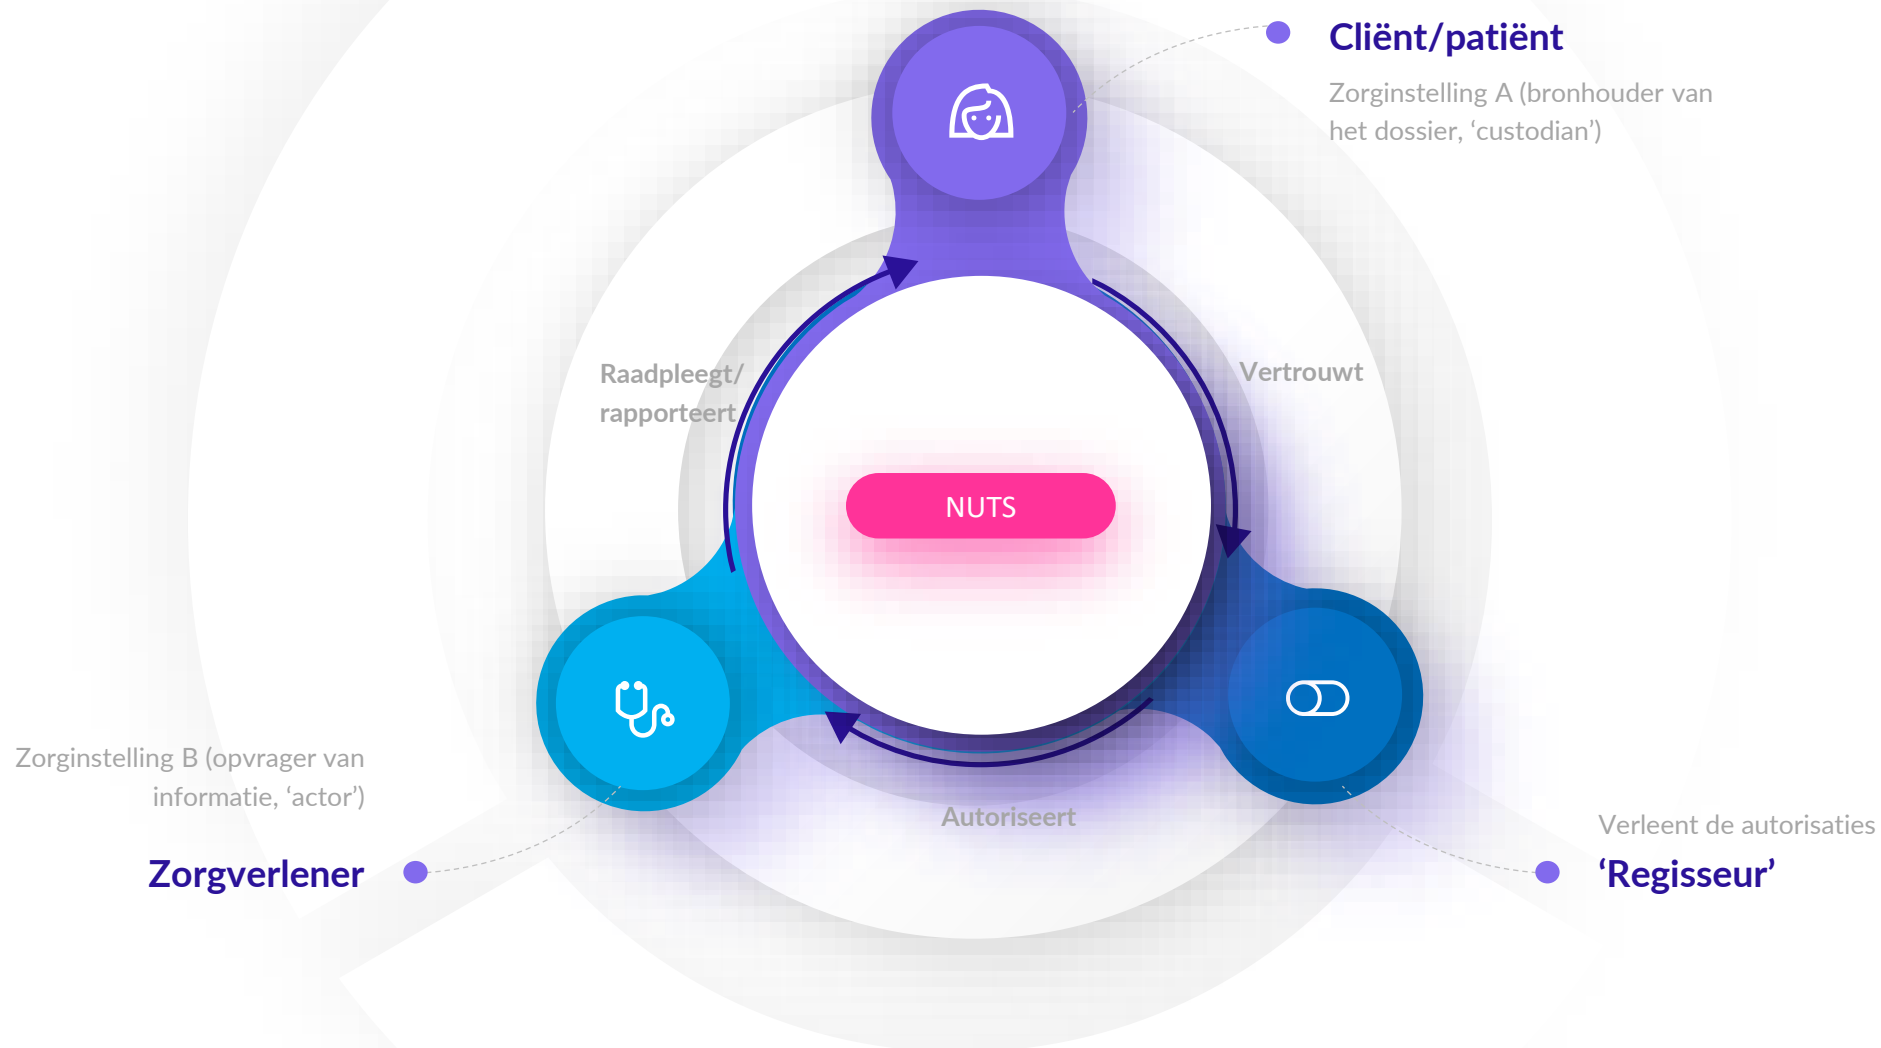 Cliënt/patiënt
Zorginstelling A (bronhouder van
het dossier, ‘custodian’)
Raadpleegt/
rapporteert
Vertrouwt
NUTS
Zorginstelling B (opvrager van
informatie, ‘actor’)
Zorgverlener
Autoriseert
Verleent de autorisaties
‘Regisseur’